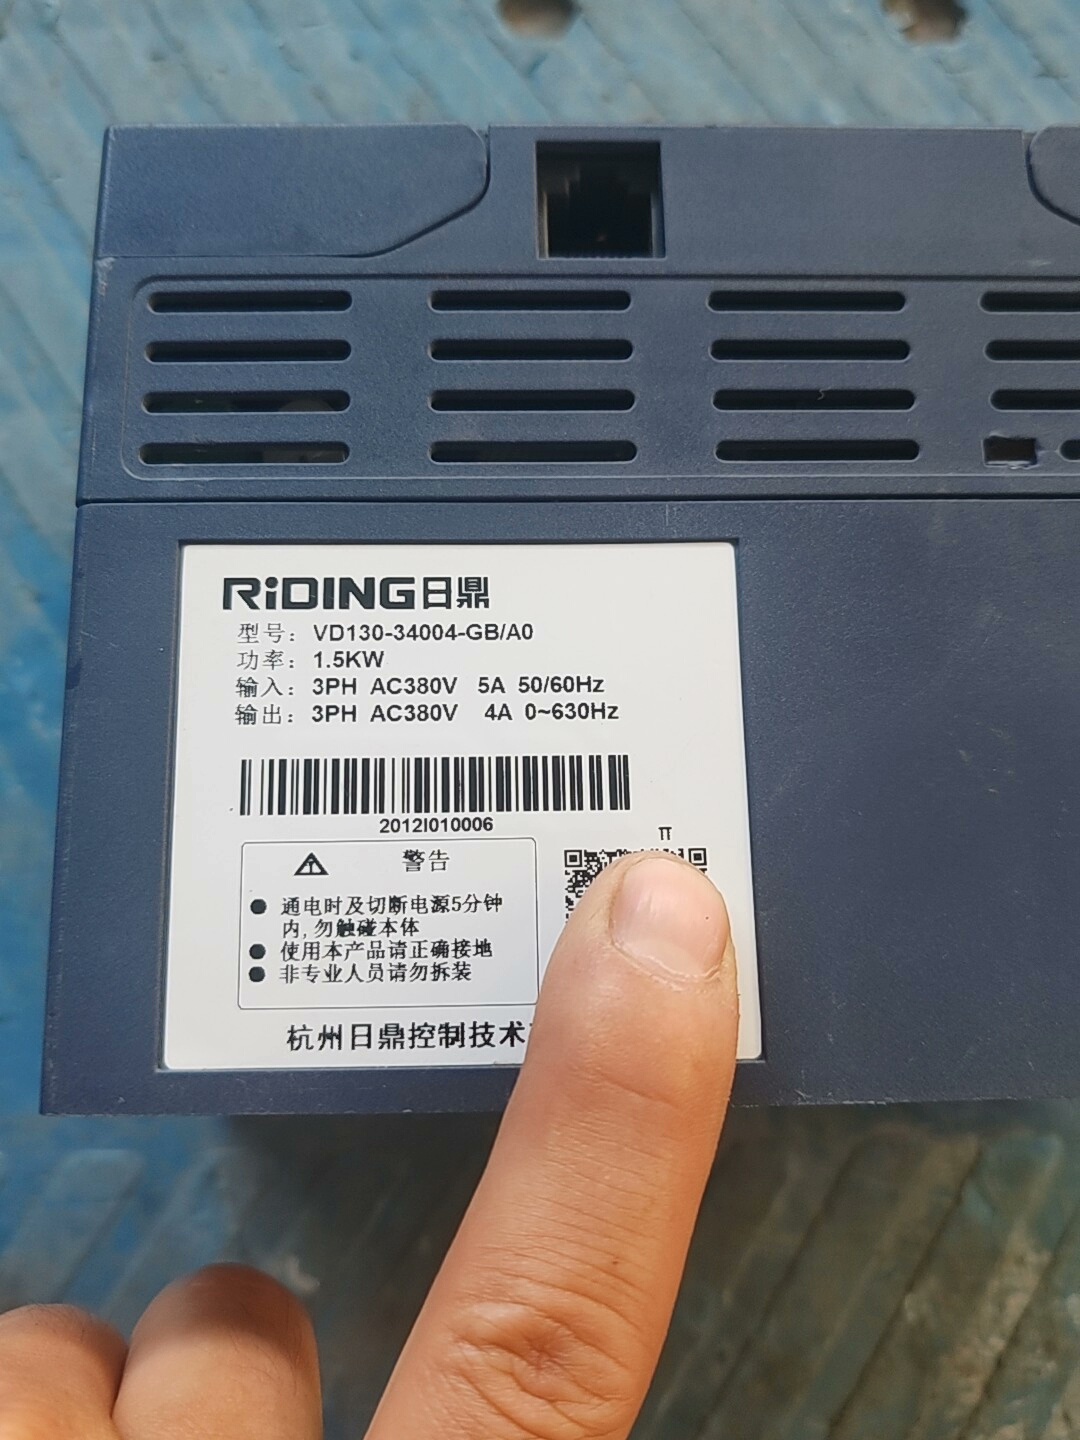 RiDING日鼎
型号: VD130-34004-GB/A0
功率: 1.5KW
输入: 3PH AC380V 5A 50/60Hz
输出: 3PH AC380V 4A 0~630Hz
2012I010006
π
警告
● 通电时及切断电源5分钟
内,勿触碰本体
● 使用本产品请正确接地
● 非专业人员请勿拆装
杭州日鼎控制技术